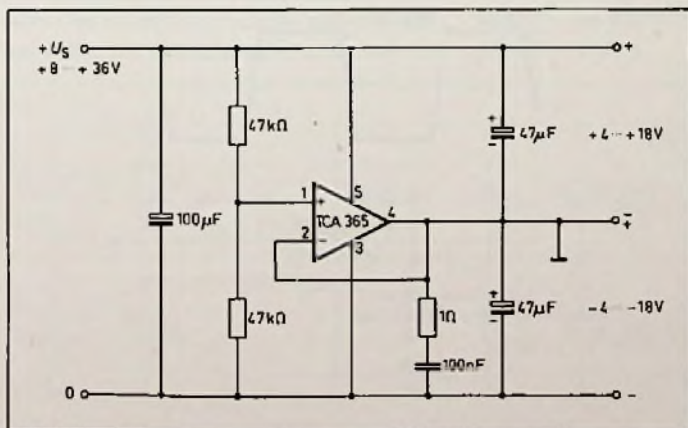 +Us
+8 ··· +36V
+
47kΩ
+
-
47µF
+4 ··· +18V
1
+
5
TCA 365
4
100µF
2
-
3
-
+
+
-
47µF
-4 ··· -18V
47kΩ
1Ω
100nF
0
-